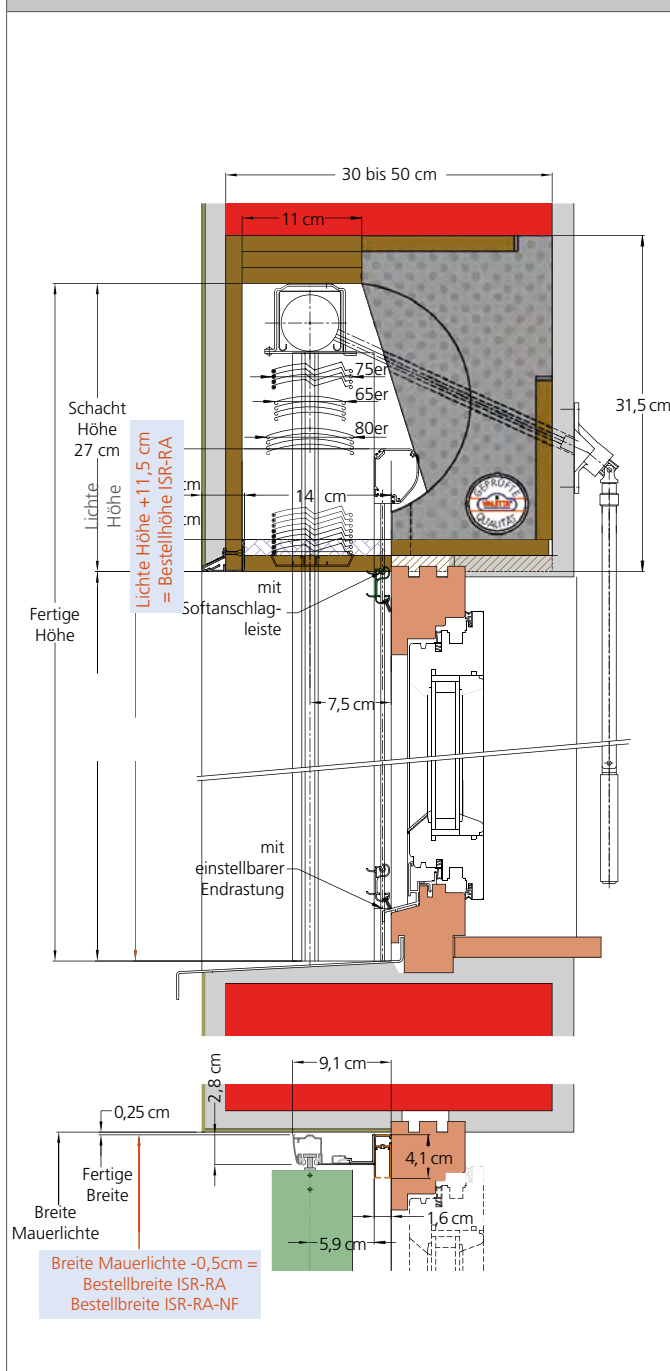 30 bis 50 cm
11 cm
75er
65er
80er
31,5 cm
Schacht
Höhe
27 cm
Lichte
Höhe
Lichte Höhe +11,5 cm
= Bestellhöhe ISR-RA
cm
14 cm
cm
GEPRÜFTE
VALETTA
QUALITÄT
mit
Softanschlag-
leiste
Fertige
Höhe
7,5 cm
mit
einstellbarer
Endrastung
9,1 cm
2,8 cm
0,25 cm
Fertige
Breite
4,1 cm
Breite
Mauerlichte
1,6 cm
5,9 cm
Breite Mauerlichte -0,5cm =
Bestellbreite ISR-RA
Bestellbreite ISR-RA-NF